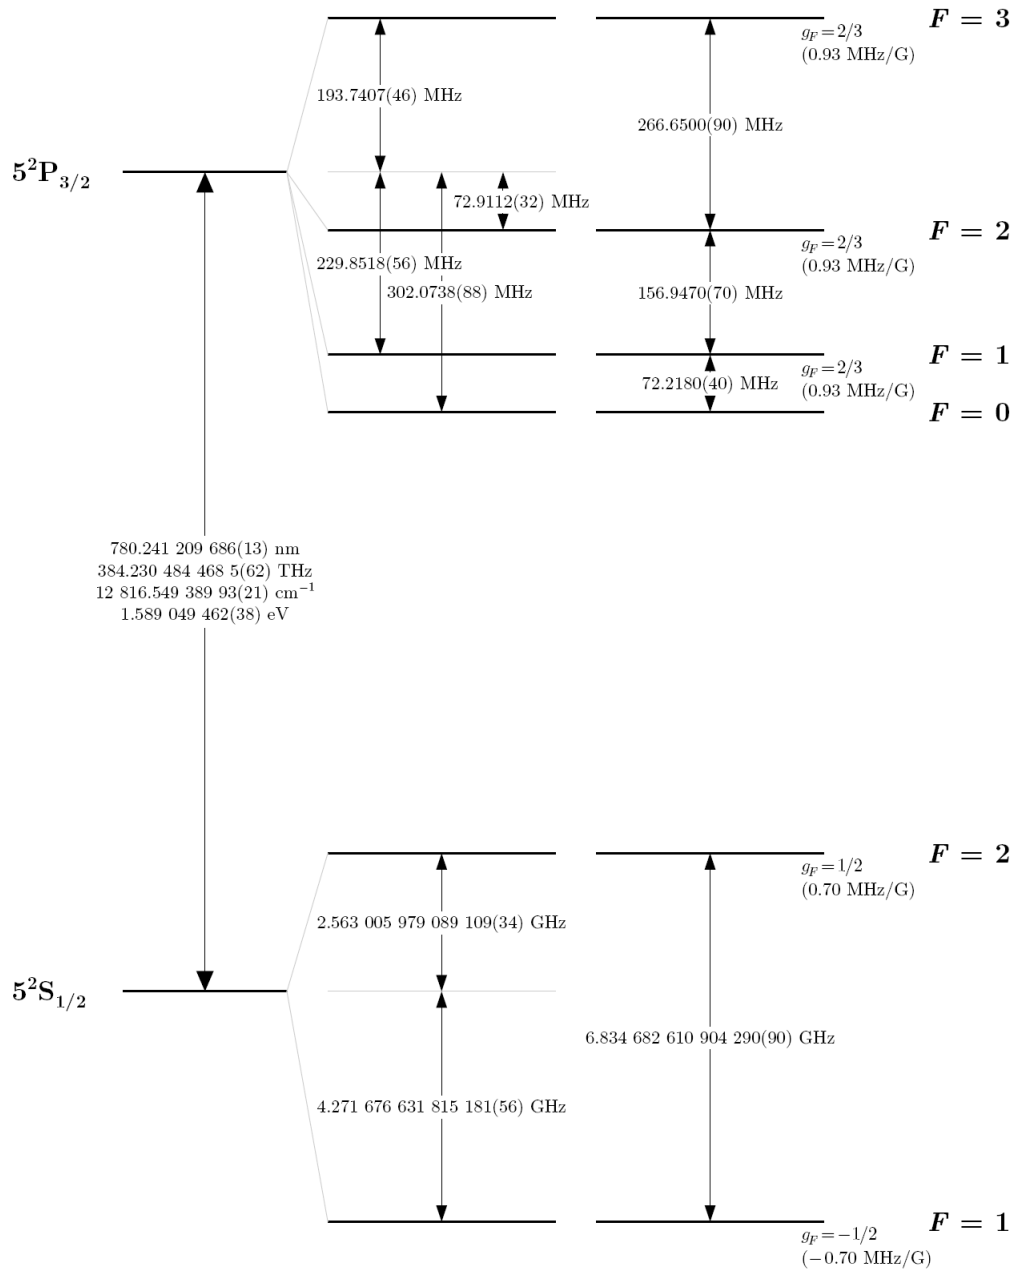 F = 3
g_F = 2/3
(0.93 MHz/G)
193.7407(46) MHz
266.6500(90) MHz
5²P₃/₂
72.9112(32) MHz
F = 2
g_F = 2/3
(0.93 MHz/G)
229.8518(56) MHz
302.0738(88) MHz
156.9470(70) MHz
F = 1
g_F = 2/3
(0.93 MHz/G)
72.2180(40) MHz
F = 0
780.241 209 686(13) nm
384.230 484 468 5(62) THz
12 816.549 389 93(21) cm⁻¹
1.589 049 462(38) eV
F = 2
g_F = 1/2
(0.70 MHz/G)
2.563 005 979 089 109(34) GHz
5²S₁/₂
6.834 682 610 904 290(90) GHz
4.271 676 631 815 181(56) GHz
F = 1
g_F = −1/2
(−0.70 MHz/G)